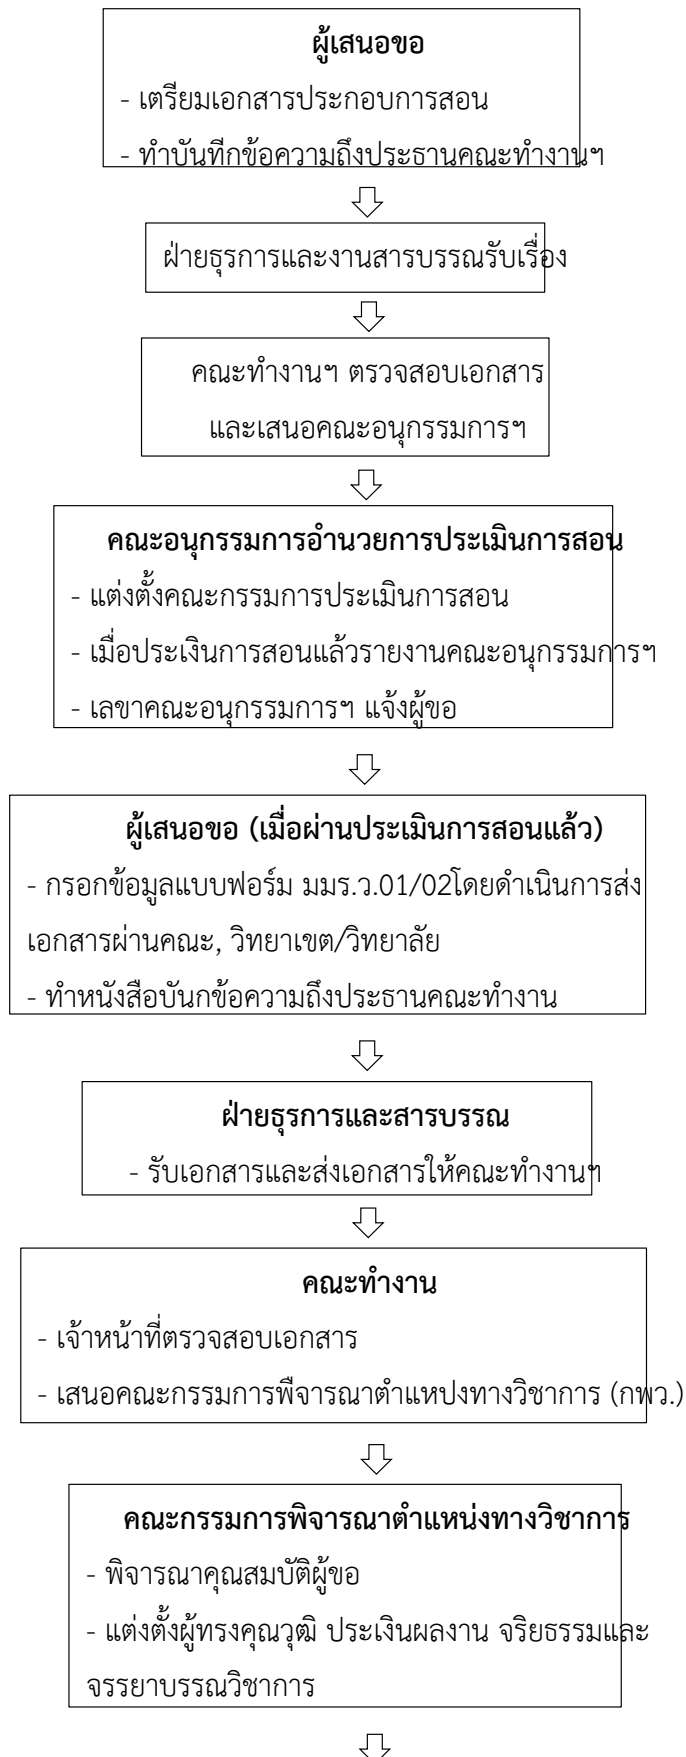 ผู้เสนอขอ
- เตรียมเอกสารประกอบการสอน
- ทำบันทึกข้อความถึงประธานคณะทำงานฯ
ฝ่ายธุรการและงานสารบรรณรับเรื่อง
คณะทำงานฯ ตรวจสอบเอกสาร
และเสนอคณะอนุกรรมการฯ
คณะอนุกรรมการอำนวยการประเมินการสอน
- แต่งตั้งคณะกรรมการประเมินการสอน
- เมื่อประเงินการสอนแล้วรายงานคณะอนุกรรมการฯ
- เลขาคณะอนุกรรมการฯ แจ้งผู้ขอ
ผู้เสนอขอ (เมื่อผ่านประเมินการสอนแล้ว)
- กรอกข้อมูลแบบฟอร์ม มมร.ว.01/02โดยดำเนินการส่ง
เอกสารผ่านคณะ, วิทยาเขต/วิทยาลัย
- ทำหนังสือบันกข้อความถึงประธานคณะทำงาน
ฝ่ายธุรการและสารบรรณ
- รับเอกสารและส่งเอกสารให้คณะทำงานฯ
คณะทำงาน
- เจ้าหน้าที่ตรวจสอบเอกสาร
- เสนอคณะกรรมการพืจารณาตำแหปงทางวิชาการ (กพว.)
คณะกรรมการพิจารณาตำแหน่งทางวิชาการ
- พิจารณาคุณสมบัติผู้ขอ
- แต่งตั้งผู้ทรงคุณวุฒิ ประเงินผลงาน จริยธรรมและ
จรรยาบรรณวิชาการ